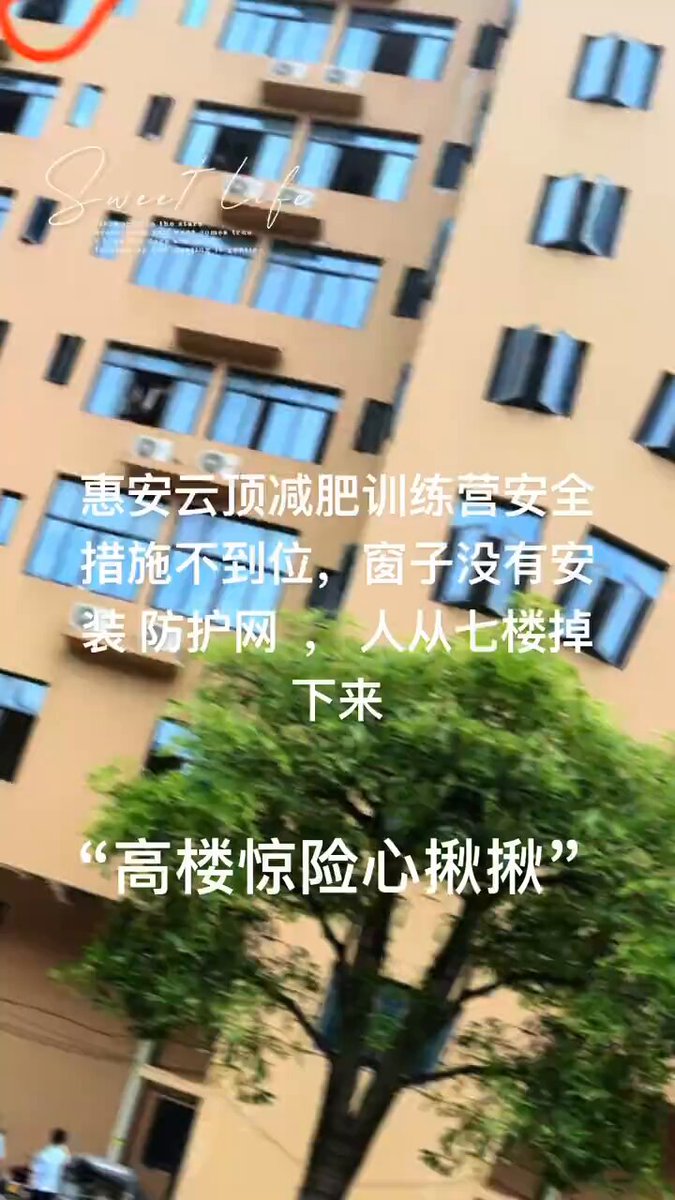 Sweet Life
惠安云顶减肥训练营安全
措施不到位，窗子没有安
装 防护网 ， 人从七楼掉
下来
“高楼惊险心揪揪”